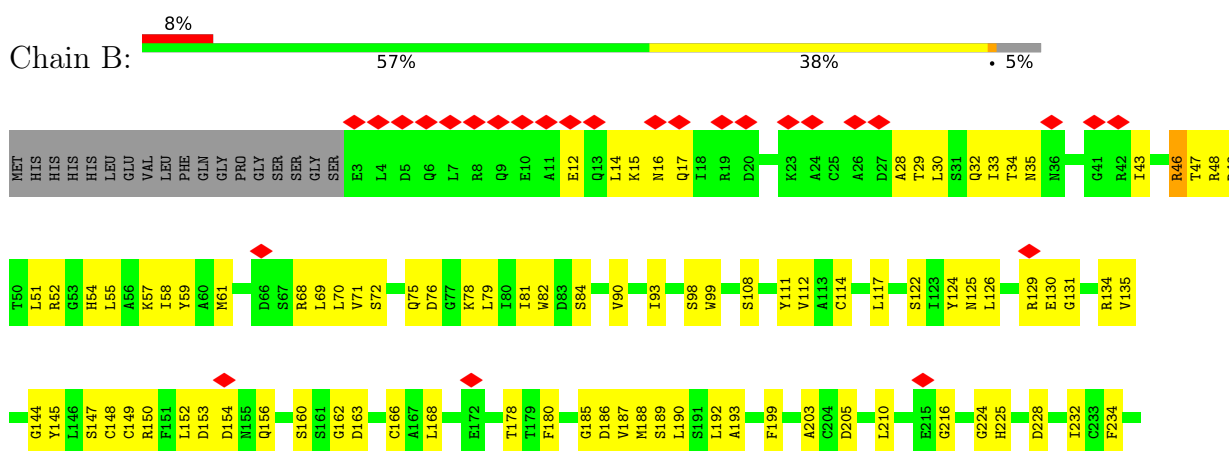 8%
Chain B:
57% 38% • 5%
MET HIS HIS HIS HIS LEU GLU VAL LEU PHE GLN GLY PRO GLY SER SER GLY SER E3 L4 D5 Q6 L7 R8 Q9 E10 A11 E12 Q13 L14 K15 N16 Q17 I18 R19 D20 K23 A24 C25 A26 D27 A28 T29 L30 S31 Q32 I33 T34 N35 N36 G41 R42 I43 R46 T47 R48
T50 L51 R52 G53 H54 L55 A56 K57 I58 Y59 A60 M61 D66 S67 R68 L69 L70 V71 S72 Q75 D76 G77 K78 L79 I80 I81 W82 D83 S84 V90 I93 S98 W99 S108 Y111 V112 A113 C114 L117 S122 I123 Y124 N125 L126 R129 E130 G131 R134 V135
G144 Y145 L146 S147 C148 C149 R150 F151 L152 D153 D154 N155 Q156 S160 S161 G162 D163 C166 A167 L168 E172 T178 T179 F180 G185 D186 V187 M188 S189 L190 S191 L192 A193 F199 A203 C204 D205 L210 E215 G216 G224 H225 D228 I232 C233 F234